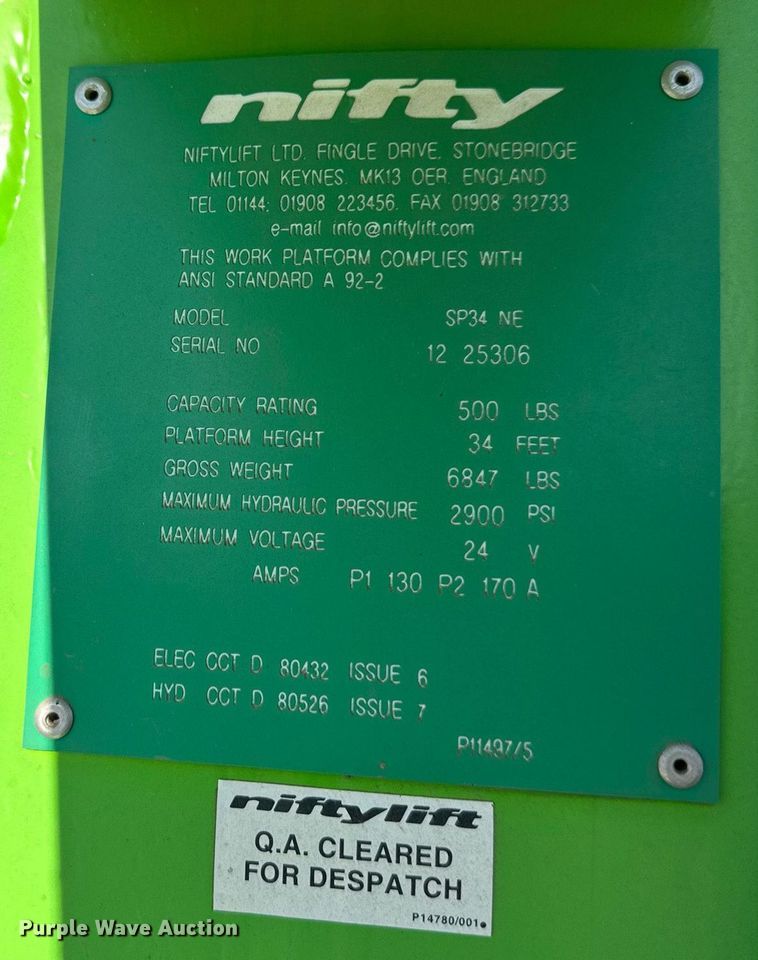 nifty
NIFTYLIFT LTD. FINGLE DRIVE. STONEBRIDGE
MILTON KEYNES. MK13 OER. ENGLAND
TEL 01144: 01908 223456. FAX 01908 312733
e-mail info@niftylift.com
THIS WORK PLATFORM COMPLIES WITH
ANSI STANDARD A 92-2
MODEL SP34 NE
SERIAL NO 12 25306
CAPACITY RATING 500 LBS
PLATFORM HEIGHT 34 FEET
GROSS WEIGHT 6847 LBS
MAXIMUM HYDRAULIC PRESSURE 2900 PSI
MAXIMUM VOLTAGE 24 V
AMPS P1 130 P2 170 A
ELEC CCT D 80432 ISSUE 6
HYD CCT D 80526 ISSUE 7
P11497/5
niftylift
Q.A. CLEARED
FOR DESPATCH
P14780/001
Purple Wave Auction